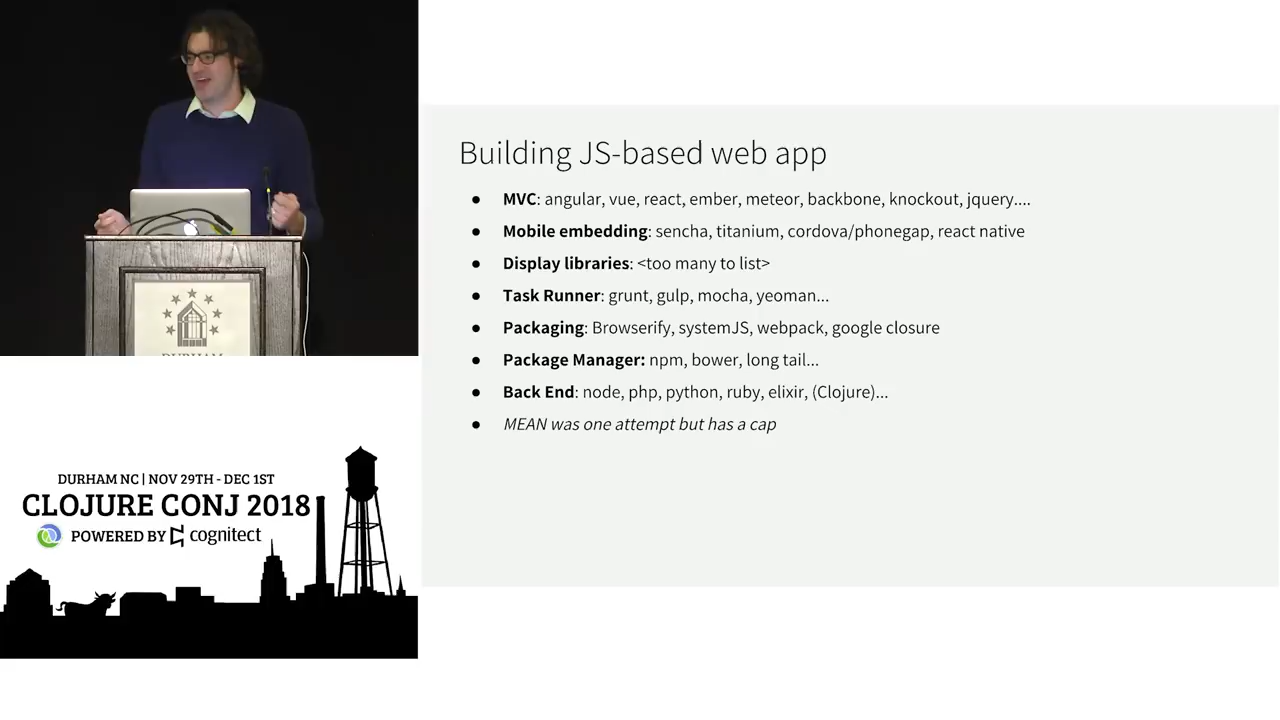 Building JS-based web app
● MVC: angular, vue, react, ember, meteor, backbone, knockout, jquery....
● Mobile embedding: sencha, titanium, cordova/phonegap, react native
● Display libraries: <too many to list>
● Task Runner: grunt, gulp, mocha, yeoman...
● Packaging: Browserify, systemJS, webpack, google closure
● Package Manager: npm, bower, long tail...
● Back End: node, php, python, ruby, elixir, (Clojure)...
● MEAN was one attempt but has a cap
DURHAM
DURHAM NC | NOV 29TH - DEC 1ST
CLOJURE CONJ 2018
POWERED BY cognitect